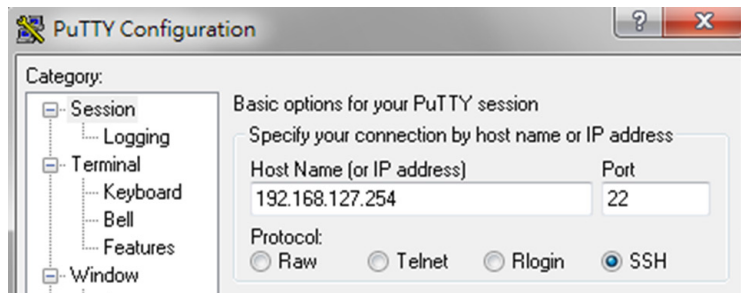 PuTTY Configuration
Category:
Session
Logging
Terminal
Keyboard
Bell
Features
Window
Basic options for your PuTTY session
Specify your connection by host name or IP address
Host Name (or IP address)
Port
192.168.127.254
22
Protocol:
Raw
Telnet
Rlogin
SSH